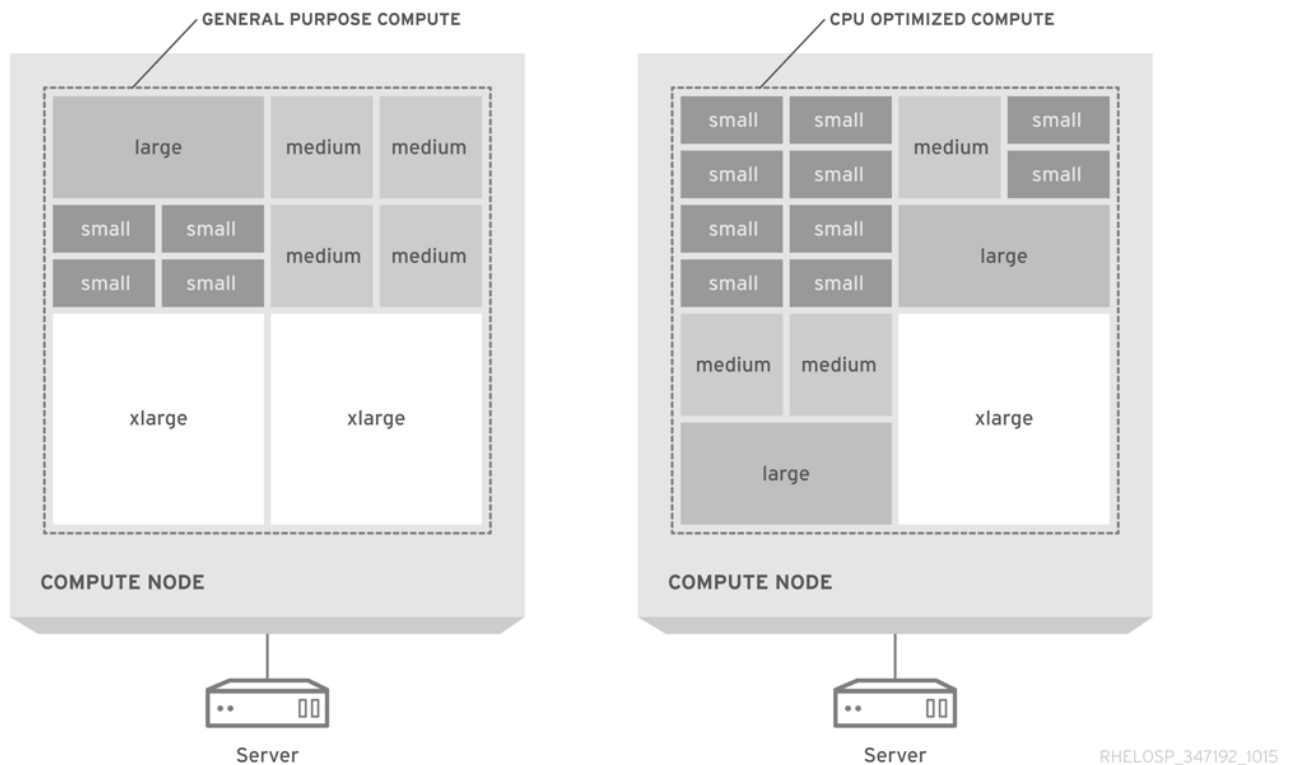 GENERAL PURPOSE COMPUTE
large
medium
medium
small
small
medium
medium
small
small
xlarge
xlarge
COMPUTE NODE
Server
CPU OPTIMIZED COMPUTE
small
small
medium
small
small
small
small
small
small
large
small
small
medium
medium
xlarge
large
COMPUTE NODE
Server
RHELOSP_347192_1015